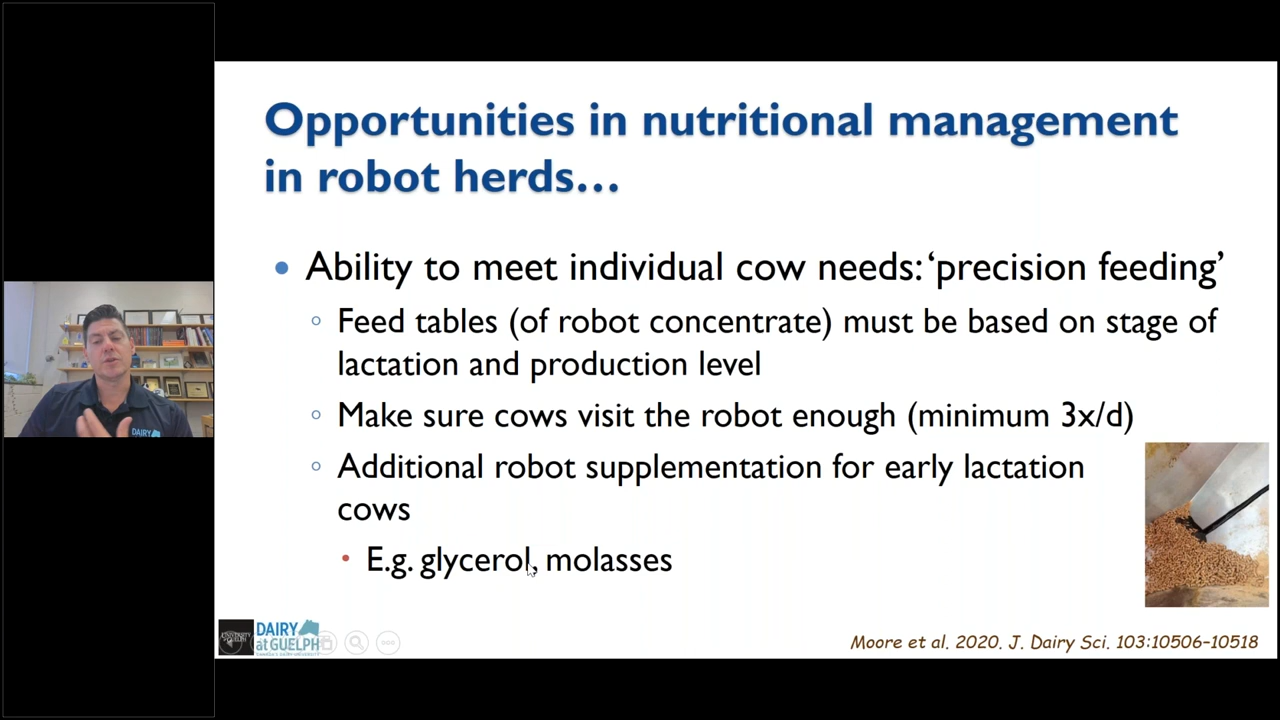 Opportunities in nutritional management
in robot herds…
• Ability to meet individual cow needs: ‘precision feeding’
◦ Feed tables (of robot concentrate) must be based on stage of
lactation and production level
◦ Make sure cows visit the robot enough (minimum 3x/d)
◦ Additional robot supplementation for early lactation
cows
• E.g. glycerol, molasses
DAIRY
DAIRY
at GUELPH
Moore et al. 2020. J. Dairy Sci. 103:10506–10518